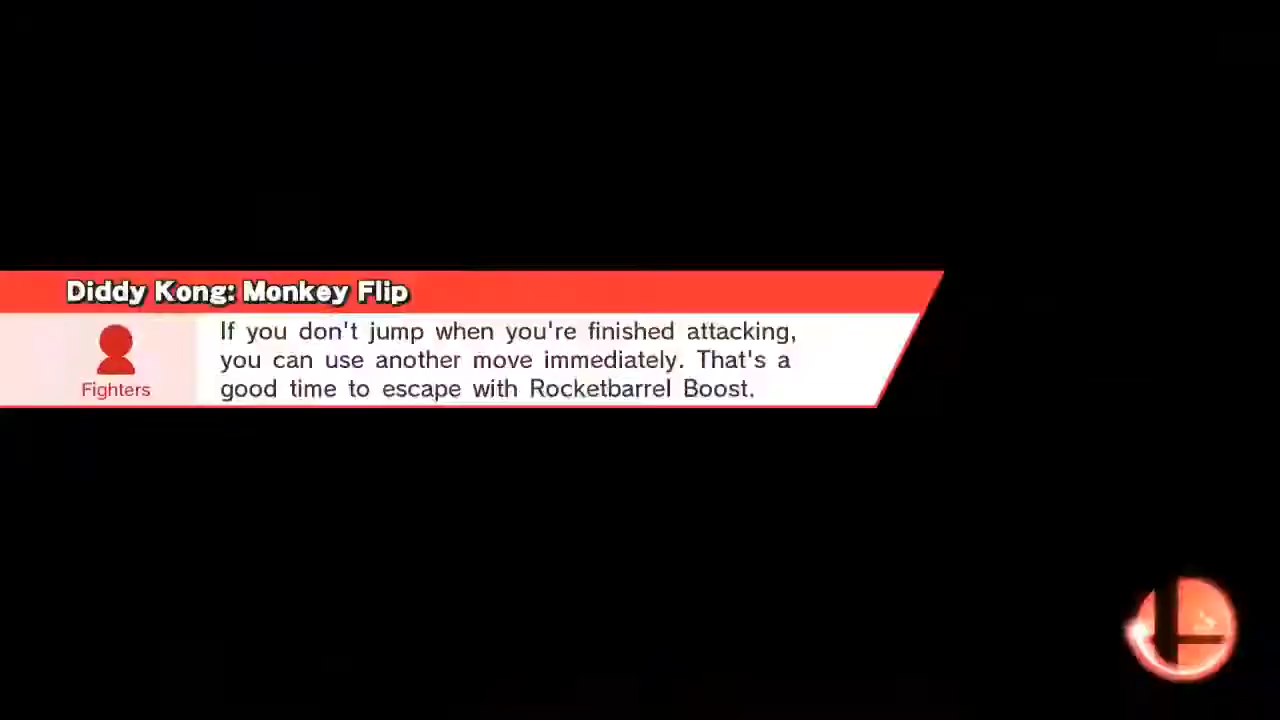 Diddy Kong: Monkey Flip
If you don't jump when you're finished attacking,
you can use another move immediately. That's a
good time to escape with Rocketbarrel Boost.
Fighters